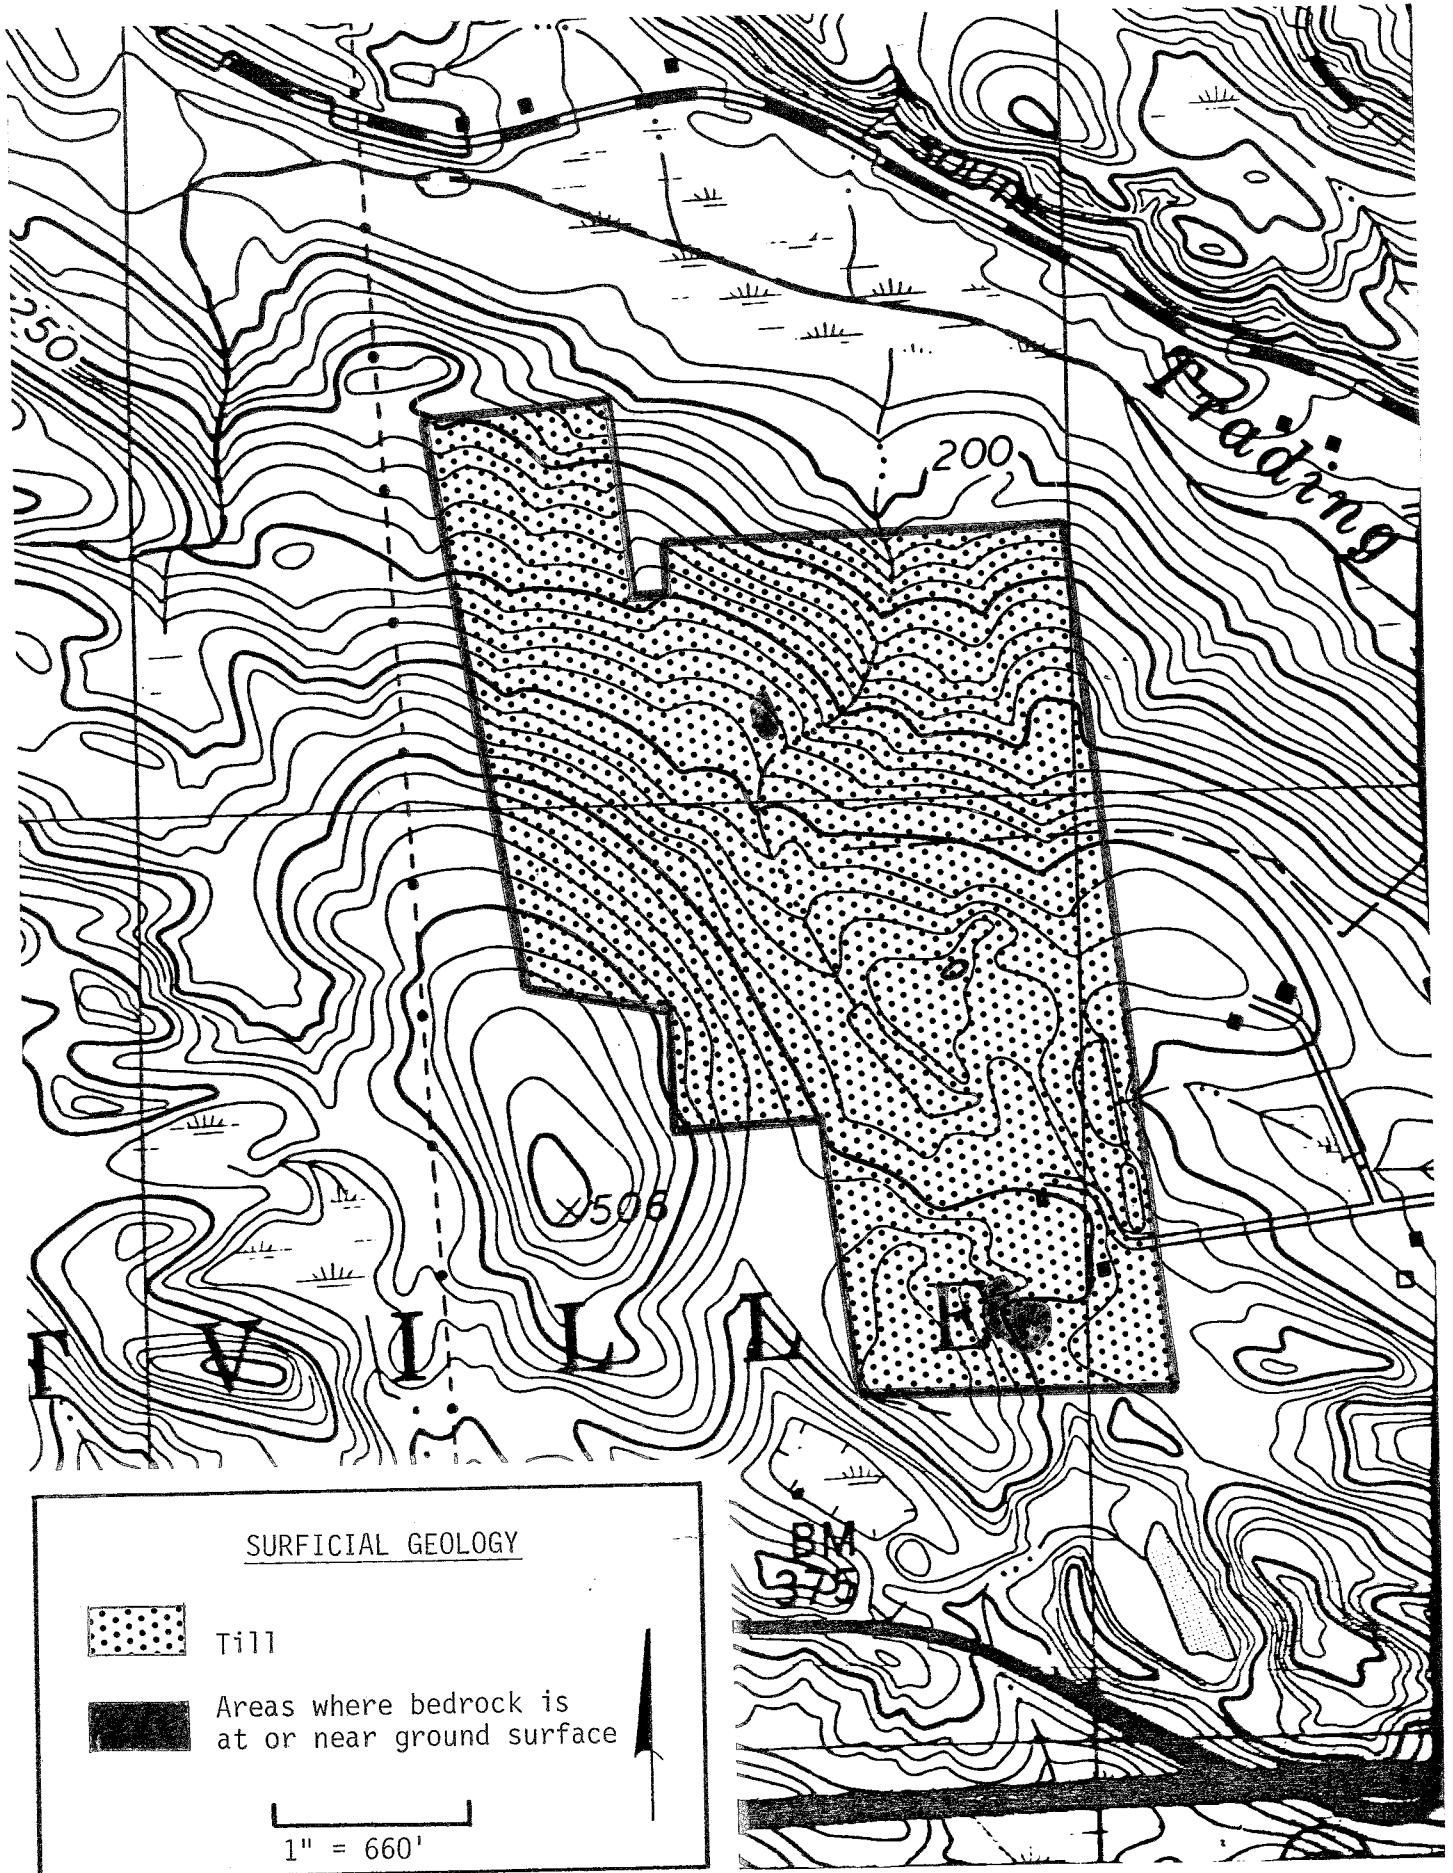 250
200
Trading
506
V I L L E
BM
375
SURFICIAL GEOLOGY
Till
Areas where bedrock is
at or near ground surface
1" = 660'